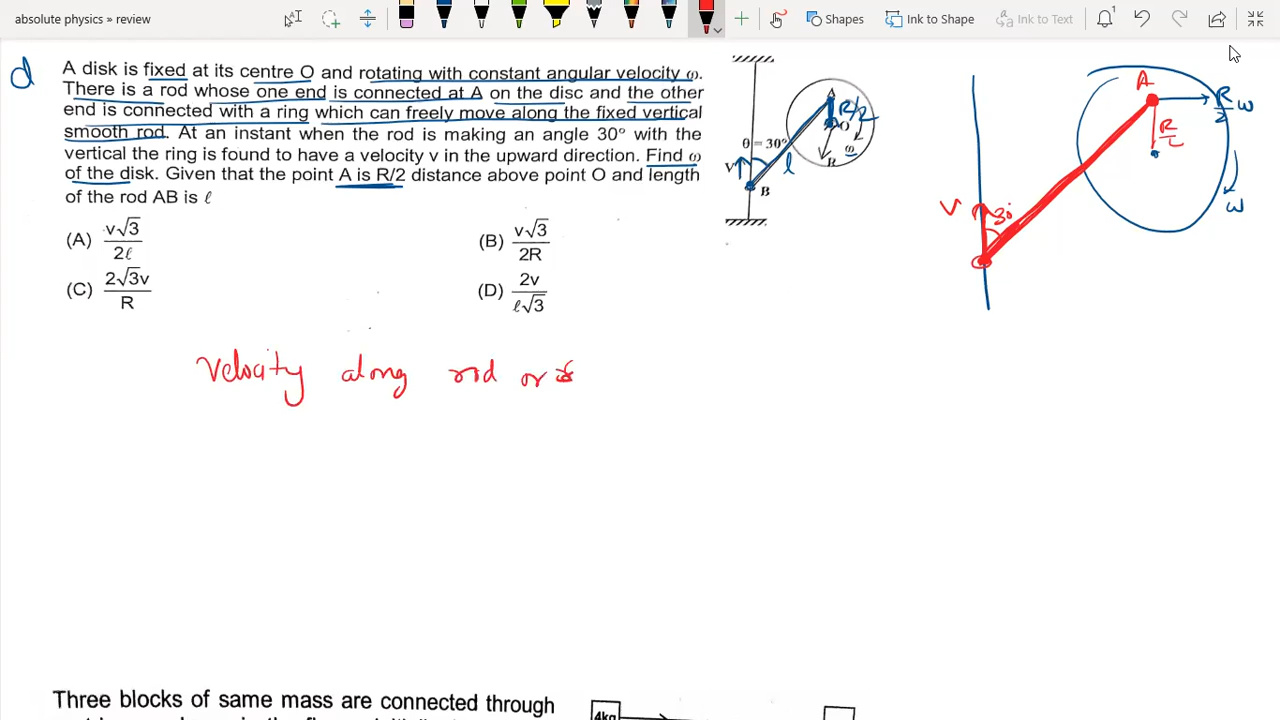 absolute physics » review
Shapes
Ink to Shape
Ink to Text
d
A disk is fixed at its centre O and rotating with constant angular velocity ω.
There is a rod whose one end is connected at A on the disc and the other
end is connected with a ring which can freely move along the fixed vertical
smooth rod. At an instant when the rod is making an angle 30° with the
vertical the ring is found to have a velocity v in the upward direction. Find ω
of the disk. Given that the point A is R/2 distance above point O and length
of the rod AB is ℓ
(A) v√3/2ℓ
(B) v√3/2R
(C) 2√3v/R
(D) 2v/ℓ√3
A
R/2
O
θ = 30°
ω
R
V
l
B
A
R/2 ω
R/2
ω
V
30°
Velocity along rod or
Three blocks of same mass are connected through
4kg